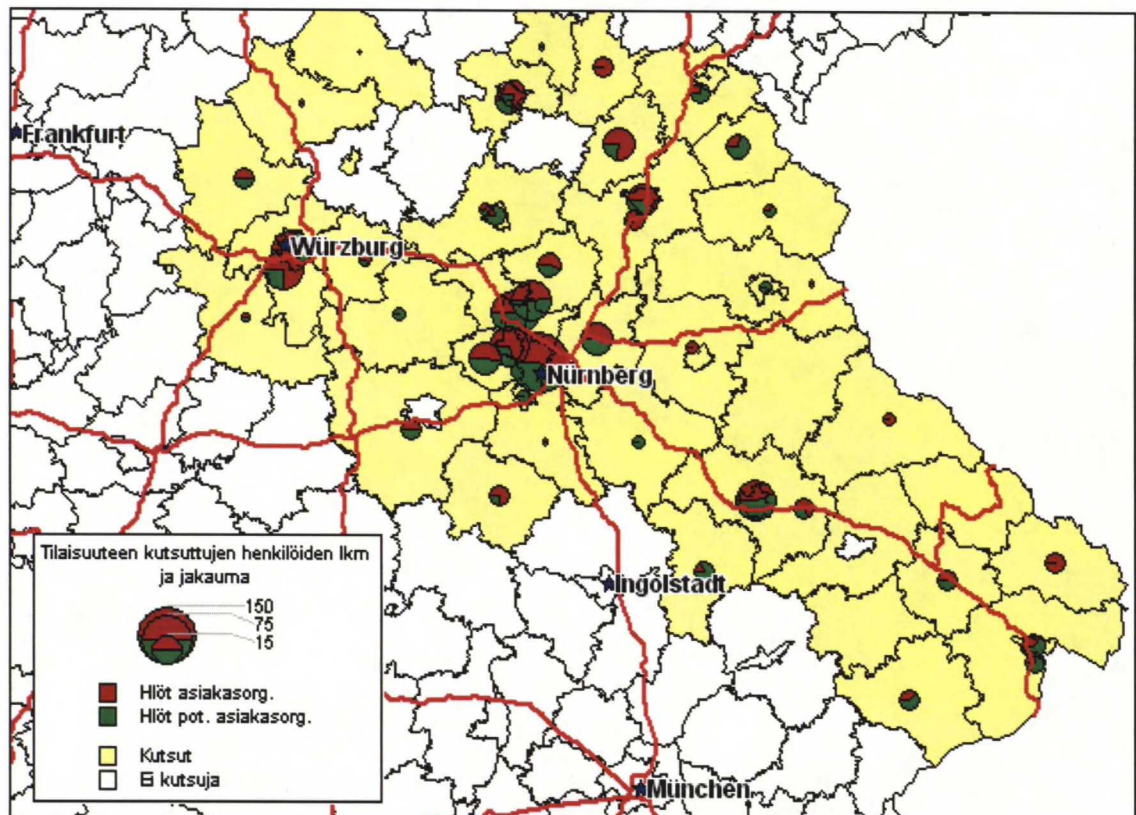 Frankfurt
Würzburg
Nürnberg
Ingolstadt
München
Tilaisuuteen kutsuttujen henkilöiden lkm
ja jakauma
150
75
15
Hlöt asiakasorg.
Hlöt pot. asiakasorg.
Kutsut
Ei kutsuja